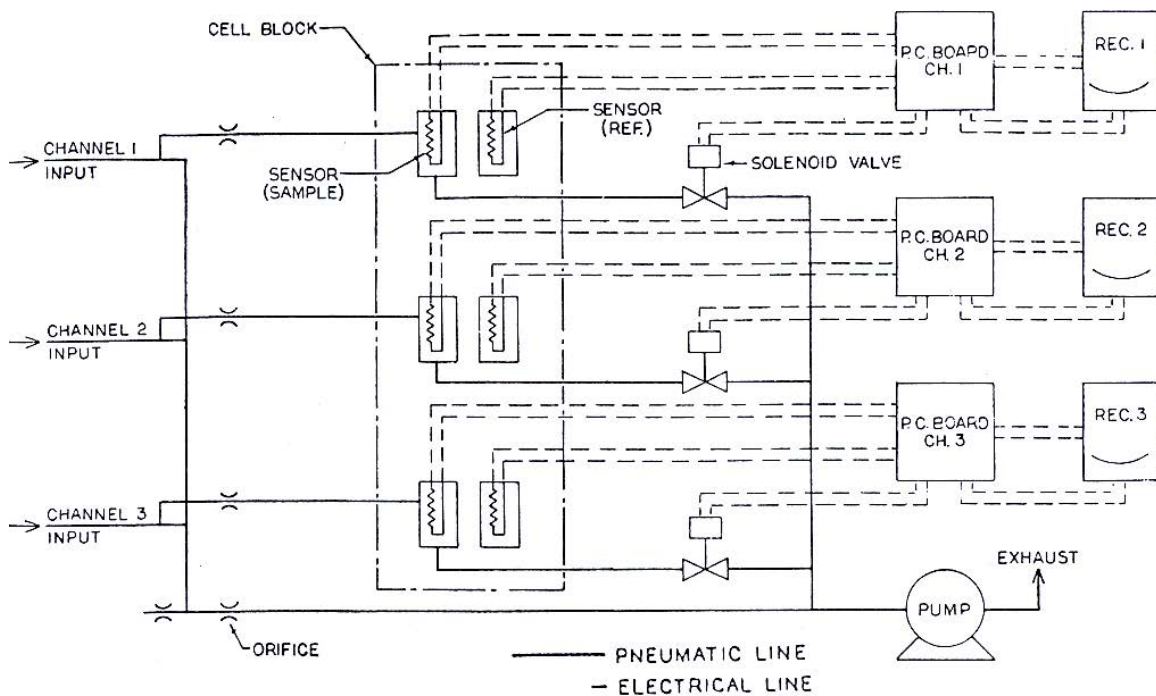 CELL BLOCK
P.C. BOARD
CH. 1
REC. 1
SENSOR
(REF.)
CHANNEL 1
INPUT
SENSOR
(SAMPLE)
SOLENOID VALVE
P.C. BOARD
CH. 2
REC. 2
CHANNEL 2
INPUT
P.C. BOARD
CH. 3
REC. 3
CHANNEL 3
INPUT
EXHAUST
PUMP
ORIFICE
PNEUMATIC LINE
ELECTRICAL LINE